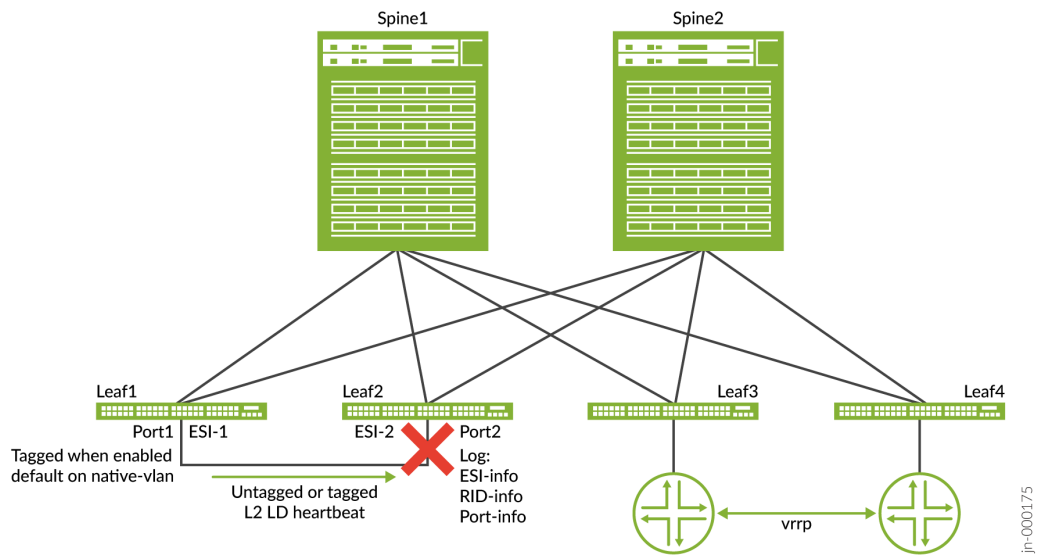 Spine1
Spine2
Leaf1
Leaf2
Leaf3
Leaf4
Port1
ESI-1
ESI-2
Port2
Tagged when enabled
default on native-vlan
Untagged or tagged
L2 LD heartbeat
Log:
ESI-info
RID-info
Port-info
vrrp
jn-000175